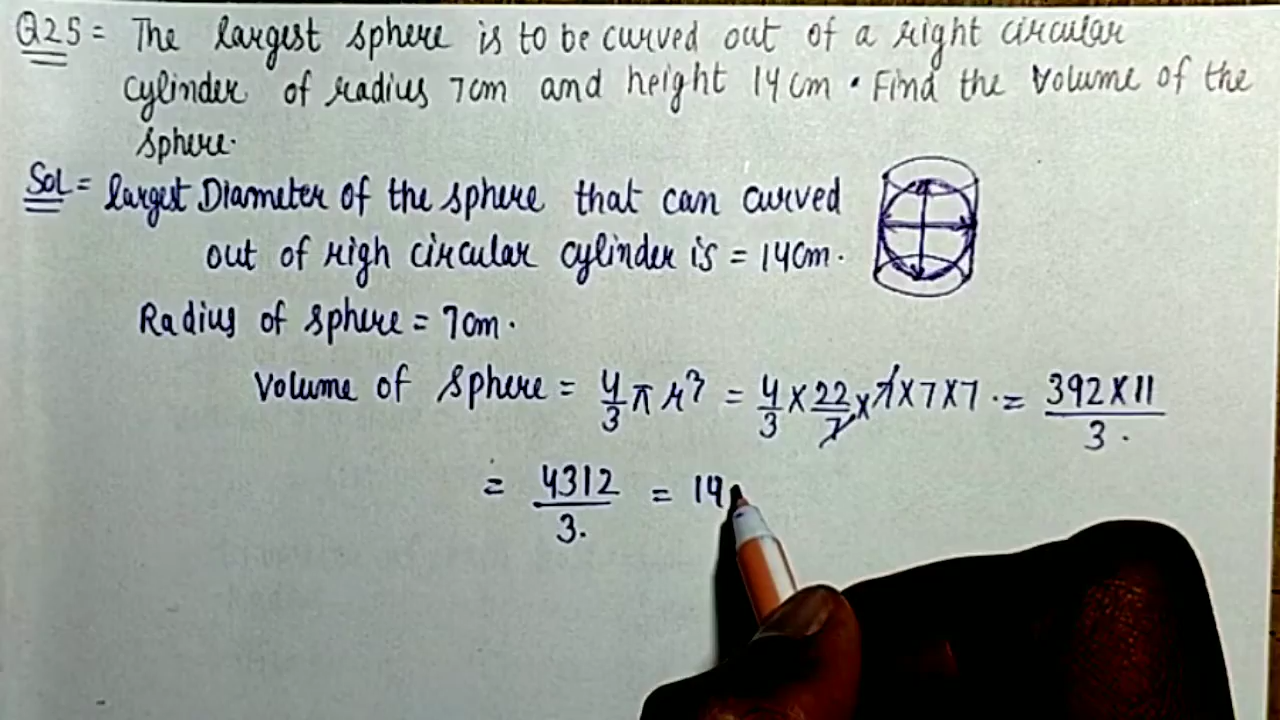 Q25 = The largest sphere is to be curved out of a right circular
cylinder of radius 7cm and height 14cm. Find the volume of the
sphere.
Sol = largest Diameter of the sphere that can curved
out of righ circular cylinder is = 14cm.
Radius of sphere = 7cm.
Volume of sphere = 4/3 π r³ = 4/3 × 22/7 × 7 × 7 × 7 . = 392×11/3.
= 4312/3. = 14